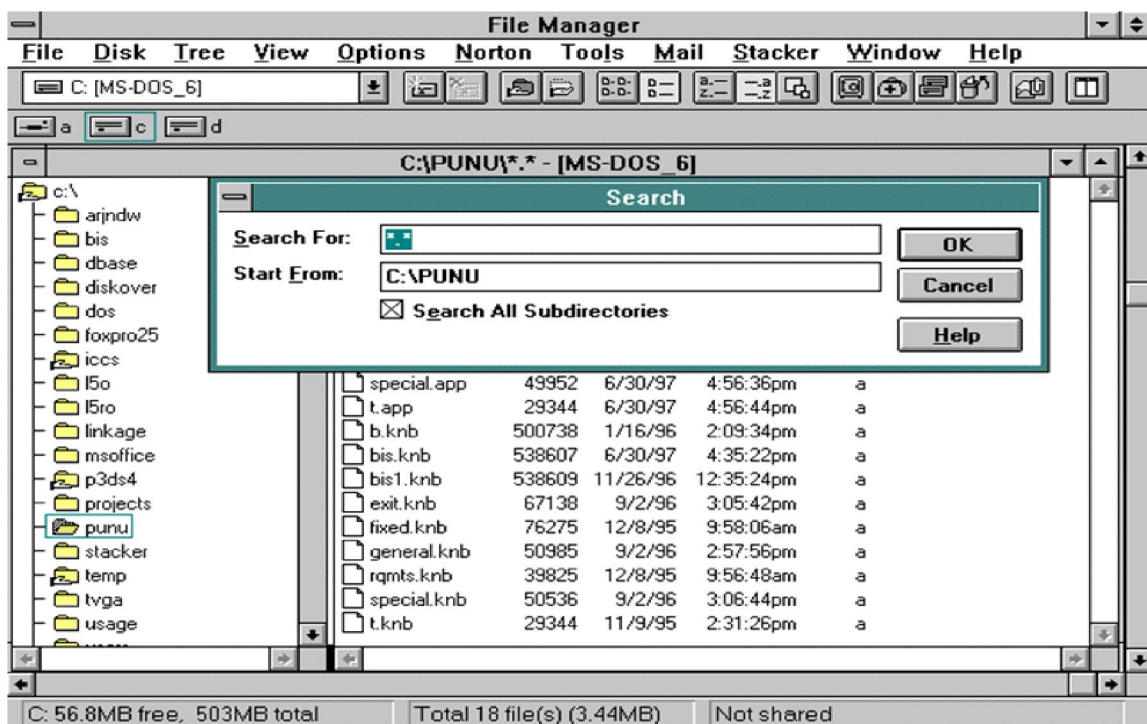 File Manager
File Disk Tree View Options Norton Tools Mail Stacker Window Help
C: [MS-DOS_6]
a c d
C:\PUNU\*.* - [MS-DOS_6]
c:\
arjndw
bis
dbase
diskover
dos
foxpro25
iccs
l5o
l5ro
linkage
msoffice
p3ds4
projects
punu
stacker
temp
tvga
usage
Search
Search For: *.*
Start From: C:\PUNU
Search All Subdirectories
OK
Cancel
Help
special.app 49952 6/30/97 4:56:36pm a
t.app 29344 6/30/97 4:56:44pm a
b.knb 500738 1/16/96 2:09:34pm a
bis.knb 538607 6/30/97 4:35:22pm a
bis1.knb 538609 11/26/96 12:35:24pm a
exit.knb 67138 9/2/96 3:05:42pm a
fixed.knb 76275 12/8/95 9:58:06am a
general.knb 50985 9/2/96 2:57:56pm a
rqmts.knb 39825 12/8/95 9:56:48am a
special.knb 50536 9/2/96 3:06:44pm a
t.knb 29344 11/9/95 2:31:26pm a
C: 56.8MB free, 503MB total
Total 18 file(s) (3.44MB)
Not shared